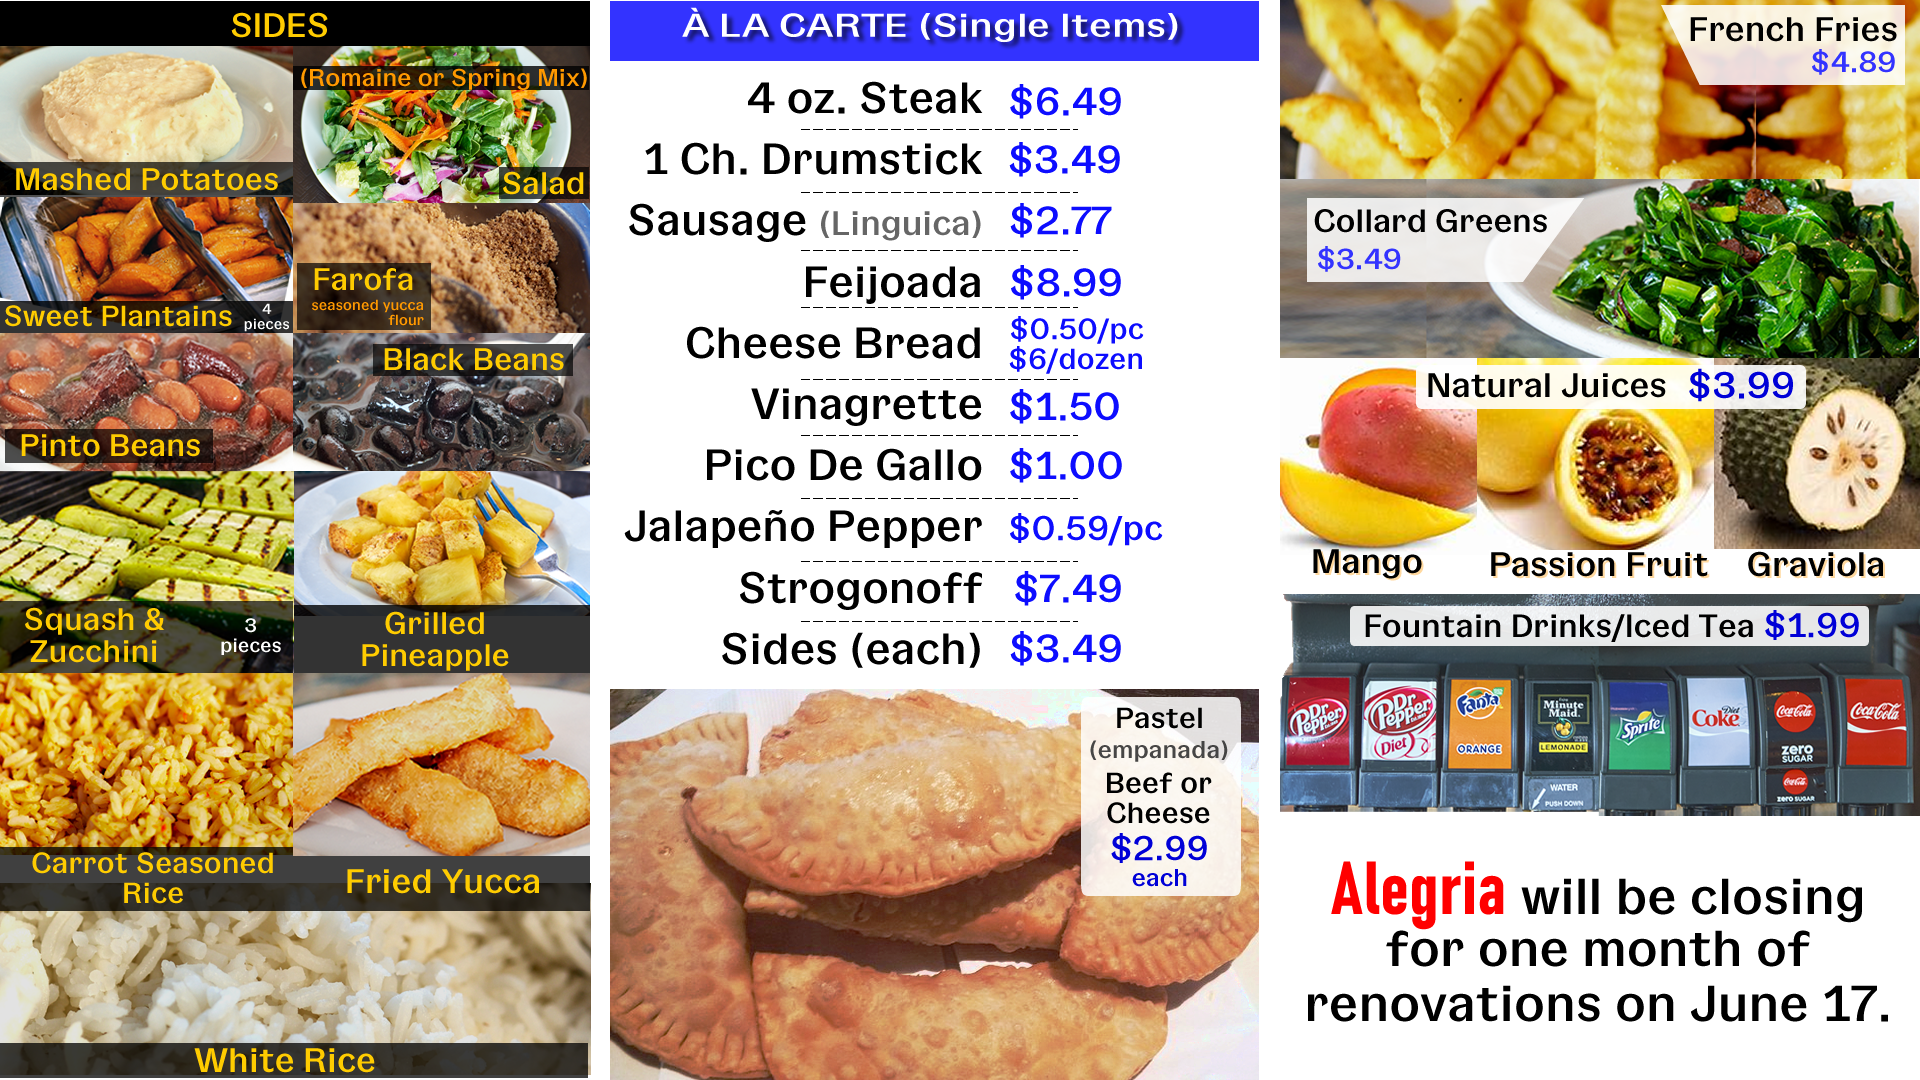 SIDES
(Romaine or Spring Mix)
Mashed Potatoes
Salad
Sweet Plantains 4 pieces
Farofa
seasoned yucca
flour
Pinto Beans
Black Beans
Squash &
Zucchini
3
pieces
Grilled
Pineapple
Carrot Seasoned
Rice
Fried Yucca
White Rice
À LA CARTE (Single Items)
4 oz. Steak $6.49
1 Ch. Drumstick $3.49
Sausage (Linguica) $2.77
Feijoada $8.99
Cheese Bread $0.50/pc
$6/dozen
Vinagrette $1.50
Pico De Gallo $1.00
Jalapeño Pepper $0.59/pc
Strogonoff $7.49
Sides (each) $3.49
Pastel
(empanada)
Beef or
Cheese
$2.99
each
French Fries
$4.89
Collard Greens
$3.49
Natural Juices $3.99
Mango Passion Fruit Graviola
Fountain Drinks/Iced Tea $1.99
Dr Pepper
Dr Pepper
Diet
Fanta
ORANGE
Minute
Maid
LEMONADE
WATER
PUSH DOWN
Sprite
Diet
Coke
Coca-Cola
zero
SUGAR
Coca-Cola
zero SUGAR
Coca-Cola
Alegria will be closing
for one month of
renovations on June 17.